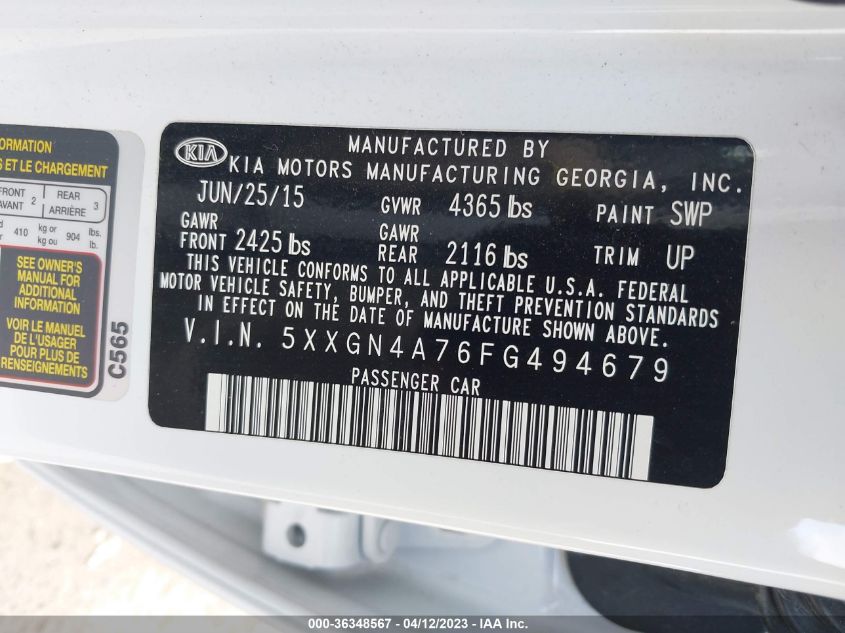 FORMATION
S ET LE CHARGEMENT
FRONT 2
AVANT
REAR 3
ARRIÈRE
410 kg or 904 lbs.
kg ou lb.
SEE OWNER'S
MANUAL FOR
ADDITIONAL
INFORMATION
VOIR LE MANUEL
DE L'USAGER
POUR PLUS DE
RENSEIGNEMENTS
C565
MANUFACTURED BY
KIA KIA MOTORS MANUFACTURING GEORGIA, INC.
JUN/25/15 GVWR 4365 lbs PAINT SWP
GAWR GAWR
FRONT 2425 lbs REAR 2116 lbs TRIM UP
THIS VEHICLE CONFORMS TO ALL APPLICABLE U.S.A. FEDERAL
MOTOR VEHICLE SAFETY, BUMPER, AND THEFT PREVENTION STANDARDS
IN EFFECT ON THE DATE OF MANUFACTURE SHOWN ABOVE.
V.I.N. 5XXGN4A76FG494679
PASSENGER CAR
000-36348567 - 04/12/2023 - IAA Inc.